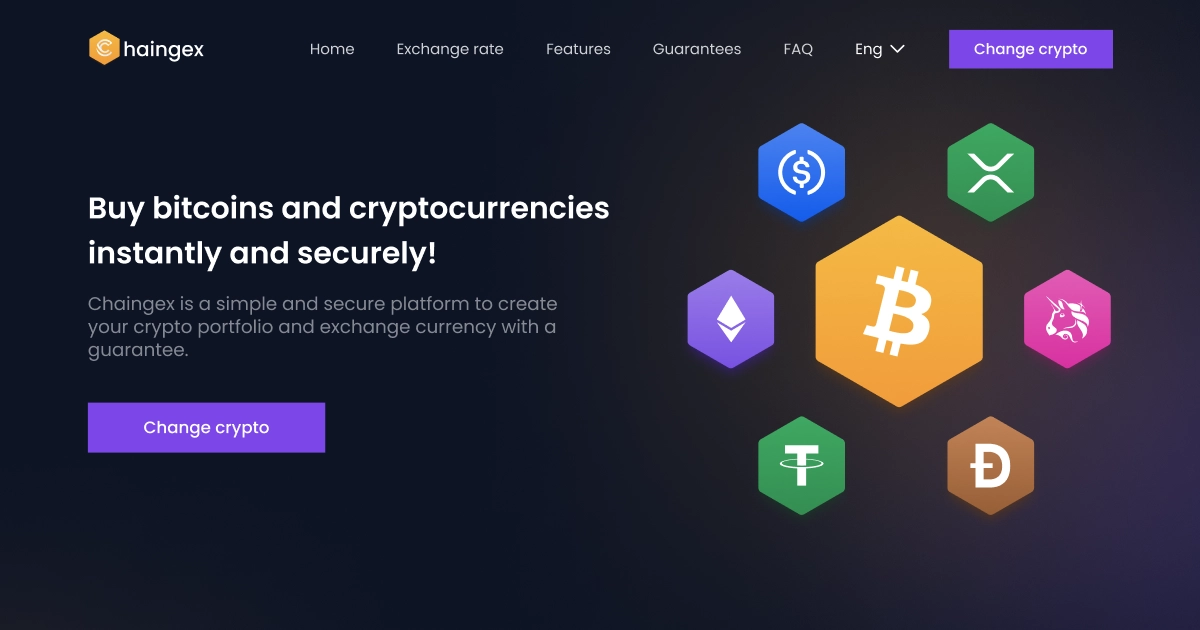 Chaingex
Home
Exchange rate
Features
Guarantees
FAQ
Eng
Change crypto
Buy bitcoins and cryptocurrencies
instantly and securely!
Chaingex is a simple and secure platform to create
your crypto portfolio and exchange currency with a
guarantee.
Change crypto